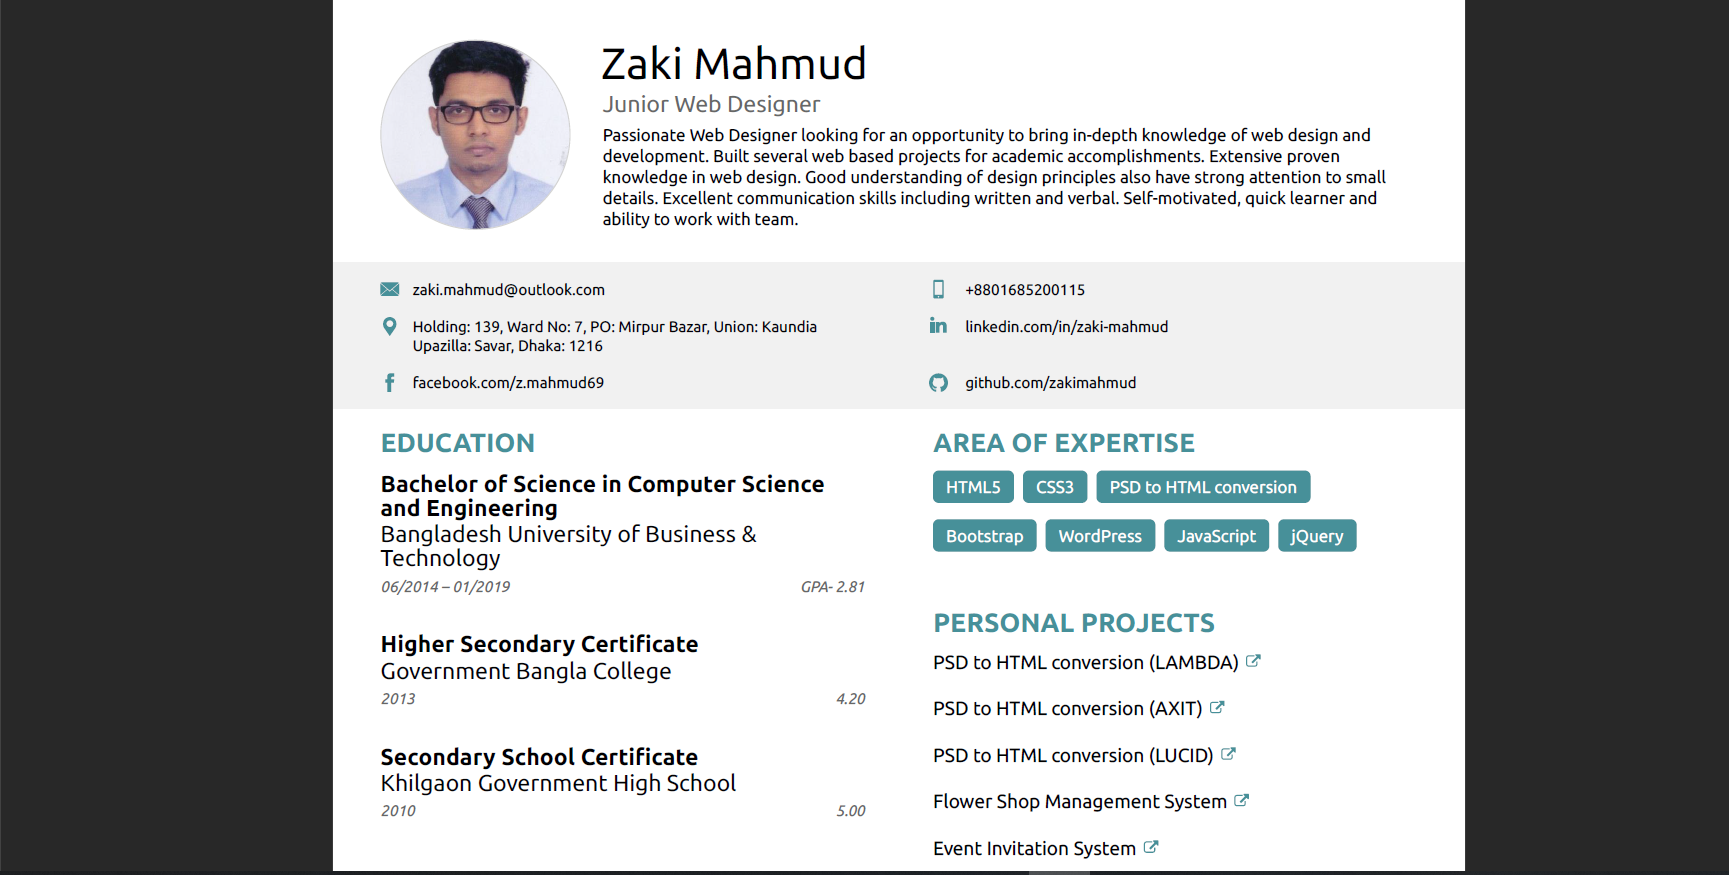 Zaki Mahmud
Junior Web Designer
Passionate Web Designer looking for an opportunity to bring in-depth knowledge of web design and
development. Built several web based projects for academic accomplishments. Extensive proven
knowledge in web design. Good understanding of design principles also have strong attention to small
details. Excellent communication skills including written and verbal. Self-motivated, quick learner and
ability to work with team.
zaki.mahmud@outlook.com
+8801685200115
Holding: 139, Ward No: 7, PO: Mirpur Bazar, Union: Kaundia
Upazilla: Savar, Dhaka: 1216
linkedin.com/in/zaki-mahmud
facebook.com/z.mahmud69
github.com/zakimahmud
EDUCATION
Bachelor of Science in Computer Science
and Engineering
Bangladesh University of Business &
Technology
06/2014 – 01/2019 GPA- 2.81
Higher Secondary Certificate
Government Bangla College
2013 4.20
Secondary School Certificate
Khilgaon Government High School
2010 5.00
AREA OF EXPERTISE
HTML5 CSS3 PSD to HTML conversion
Bootstrap WordPress JavaScript jQuery
PERSONAL PROJECTS
PSD to HTML conversion (LAMBDA)
PSD to HTML conversion (AXIT)
PSD to HTML conversion (LUCID)
Flower Shop Management System
Event Invitation System